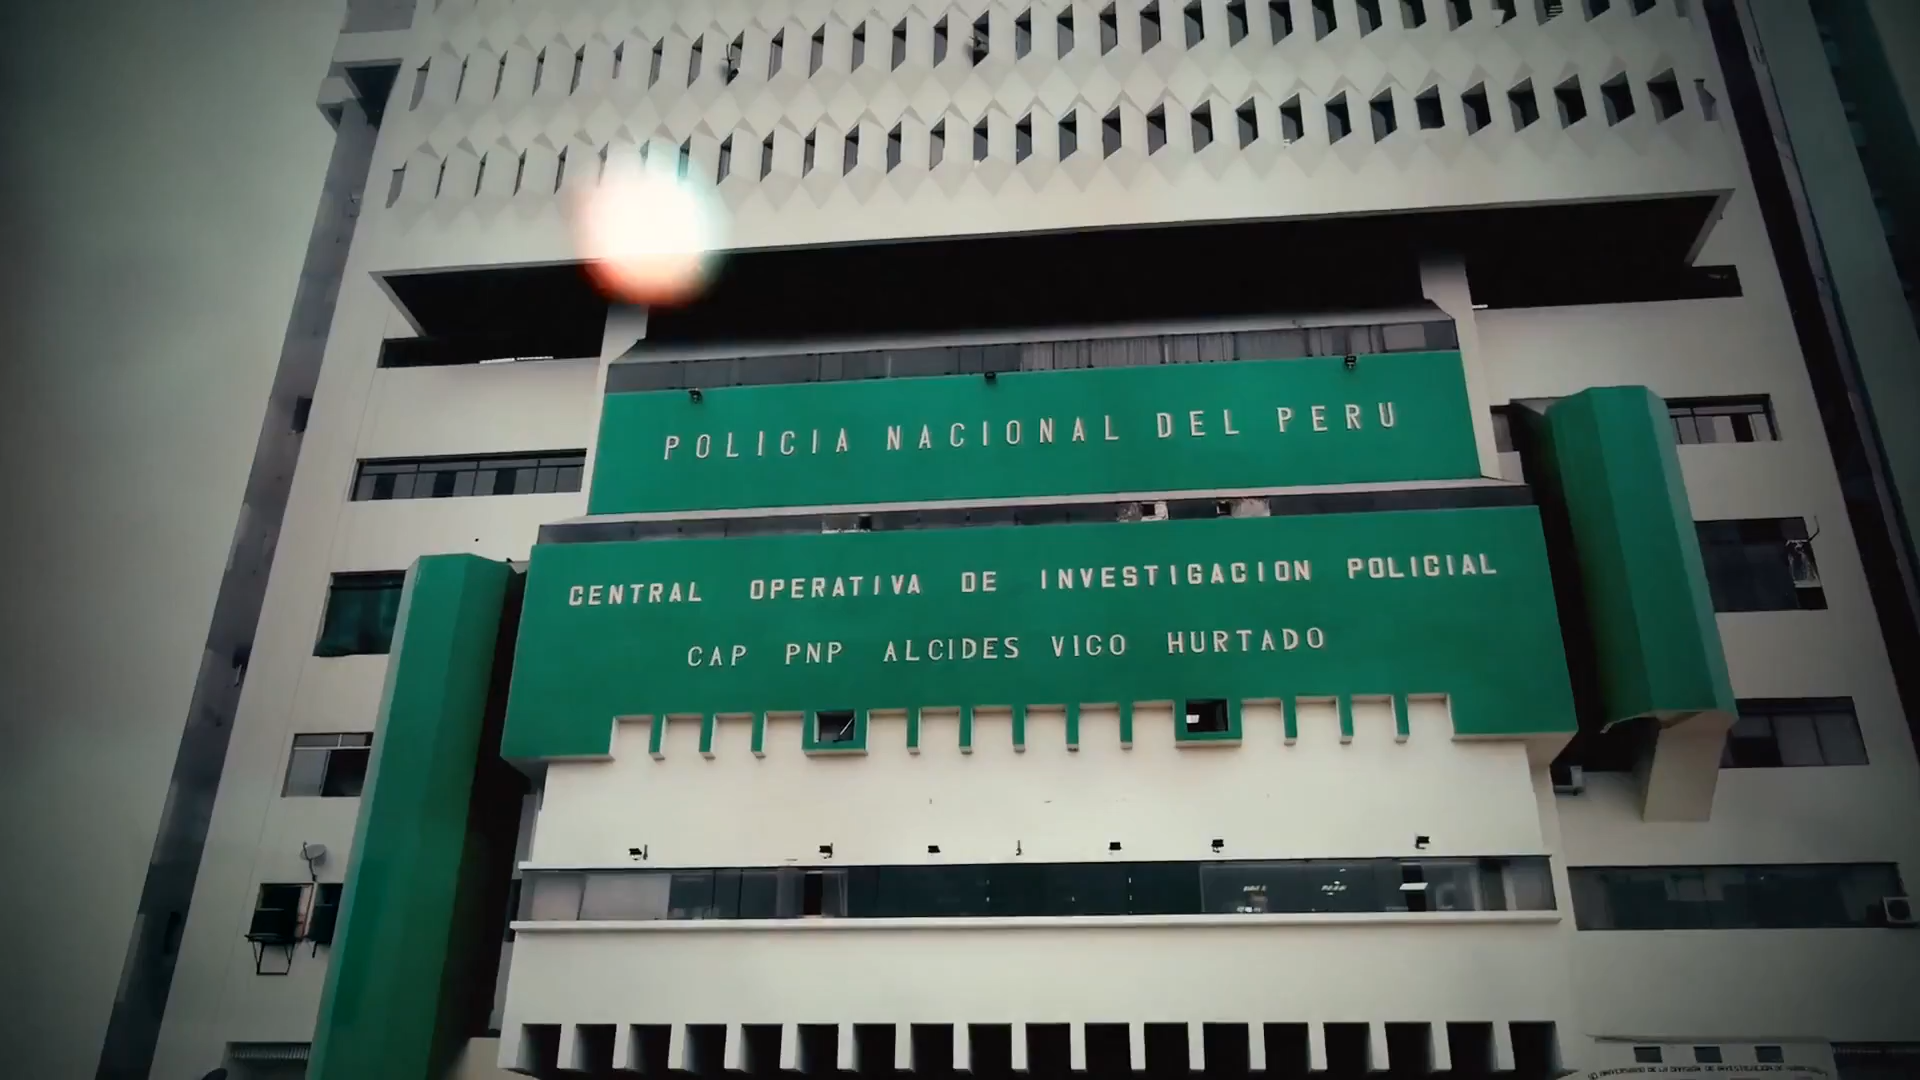 POLICIA NACIONAL DEL PERU
CENTRAL OPERATIVA DE INVESTIGACION POLICIAL
CAP PNP ALCIDES VIGO HURTADO